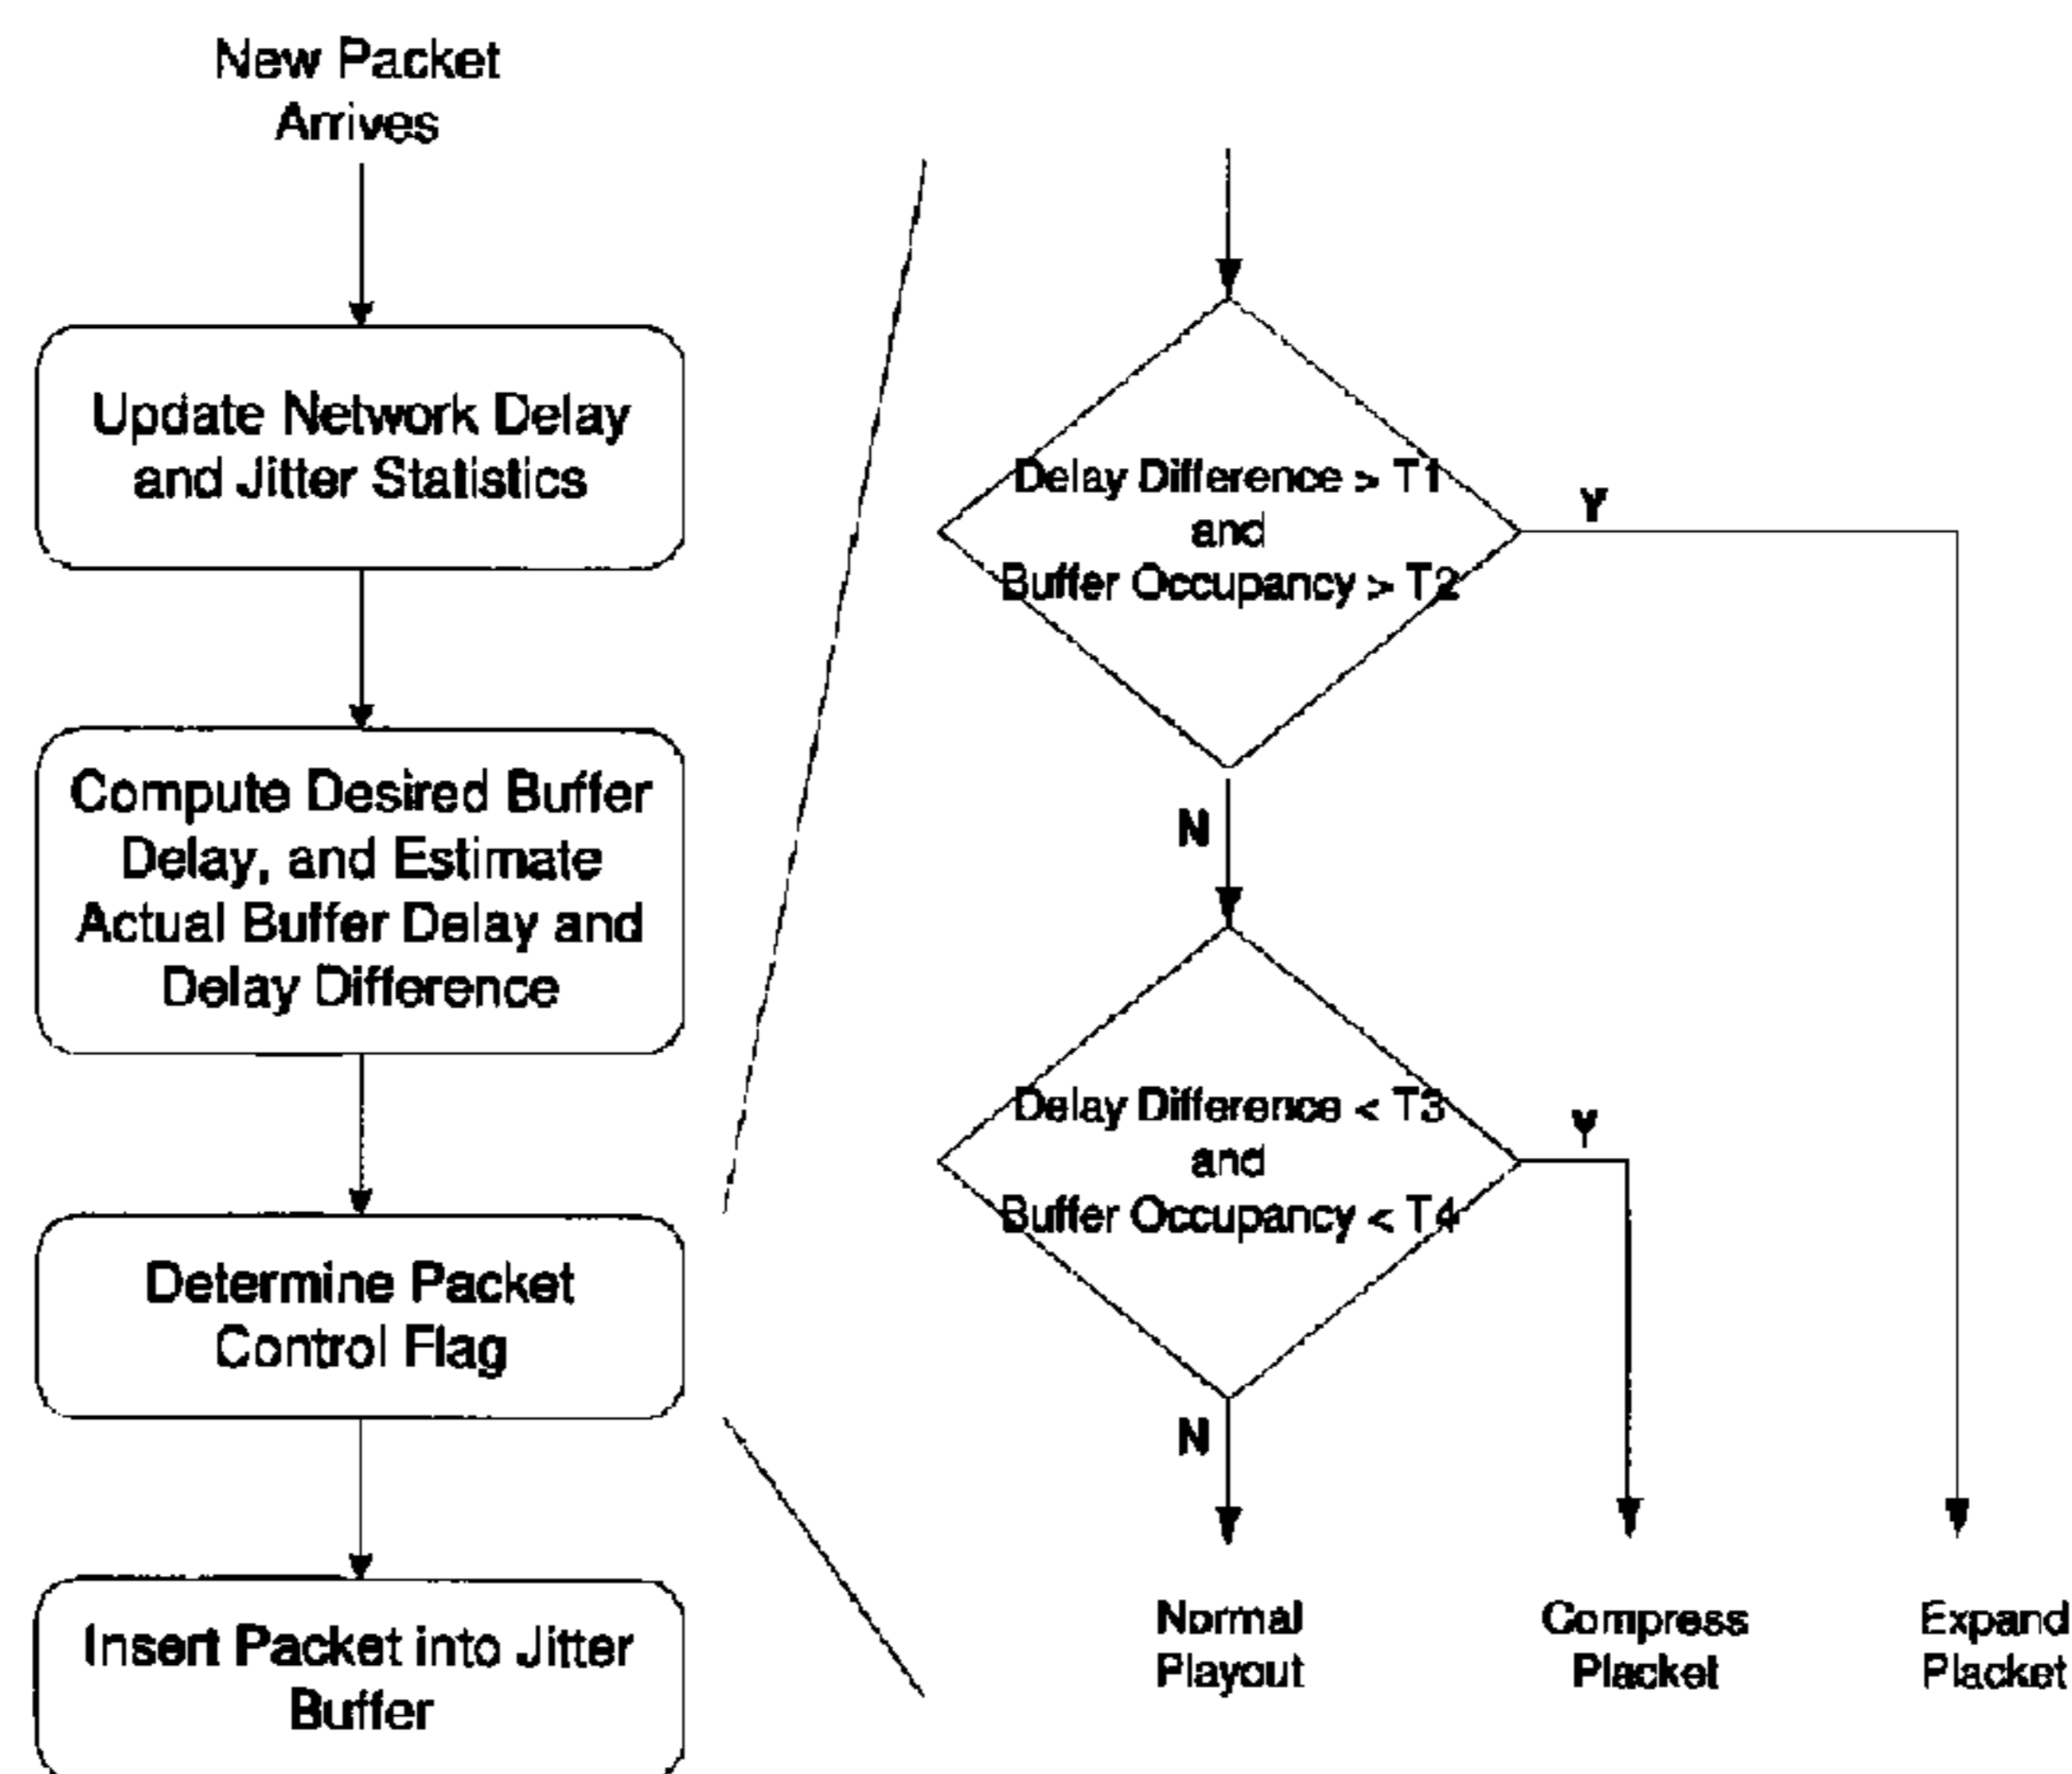 New Packet
Arrives
Update Network Delay
and Jitter Statistics
Compute Desired Buffer
Delay, and Estimate
Actual Buffer Delay and
Delay Difference
Determine Packet
Control Flag
Insert Packet into Jitter
Buffer
Delay Difference > T1
and
Buffer Occupancy > T2
Y
N
Delay Difference < T3
and
Buffer Occupancy < T4
Y
N
Normal
Playout
Compress
Placket
Expand
Placket